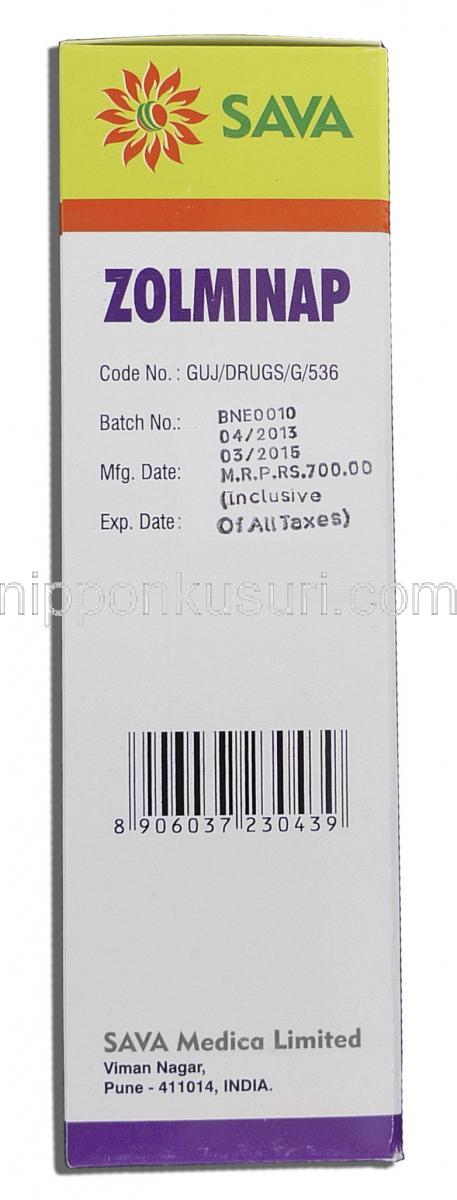 SAVA
ZOLMINAP
Code No. : GUJ/DRUGS/G/536
Batch No.: BNE0010
04/2013
03/2015
Mfg. Date: M.R.P.RS.700.00
(inclusive
Exp. Date: Of All Taxes)
nipponkusuri.com
8 906037 230439
SAVA Medica Limited
Viman Nagar,
Pune - 411014, INDIA.